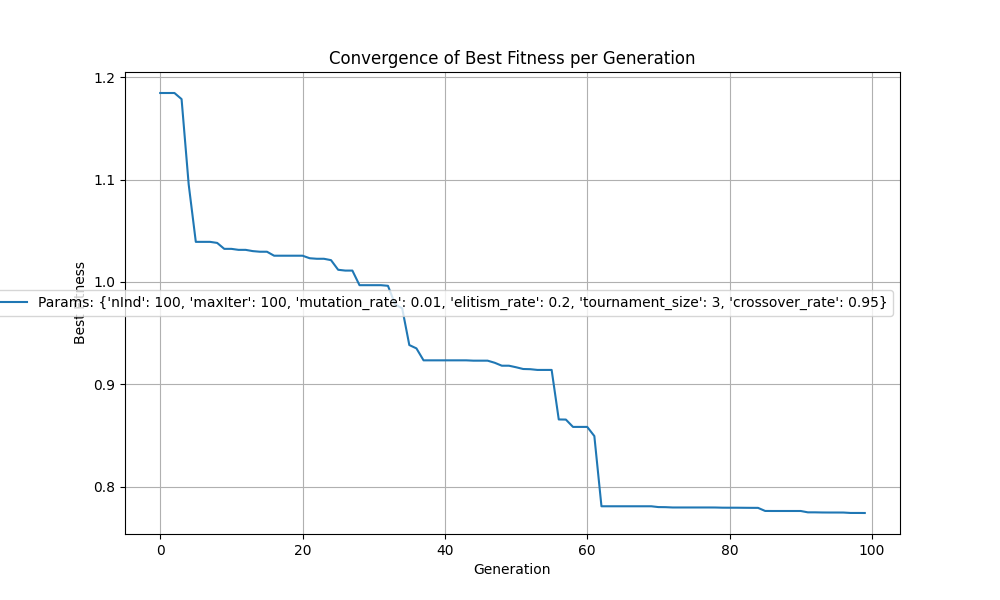 Convergence of Best Fitness per Generation
1.2
1.1
1.0
0.9
0.8
Best
ness
Params: {'nInd': 100, 'maxIter': 100, 'mutation_rate': 0.01, 'elitism_rate': 0.2, 'tournament_size': 3, 'crossover_rate': 0.95}
0 20 40 60 80 100
Generation